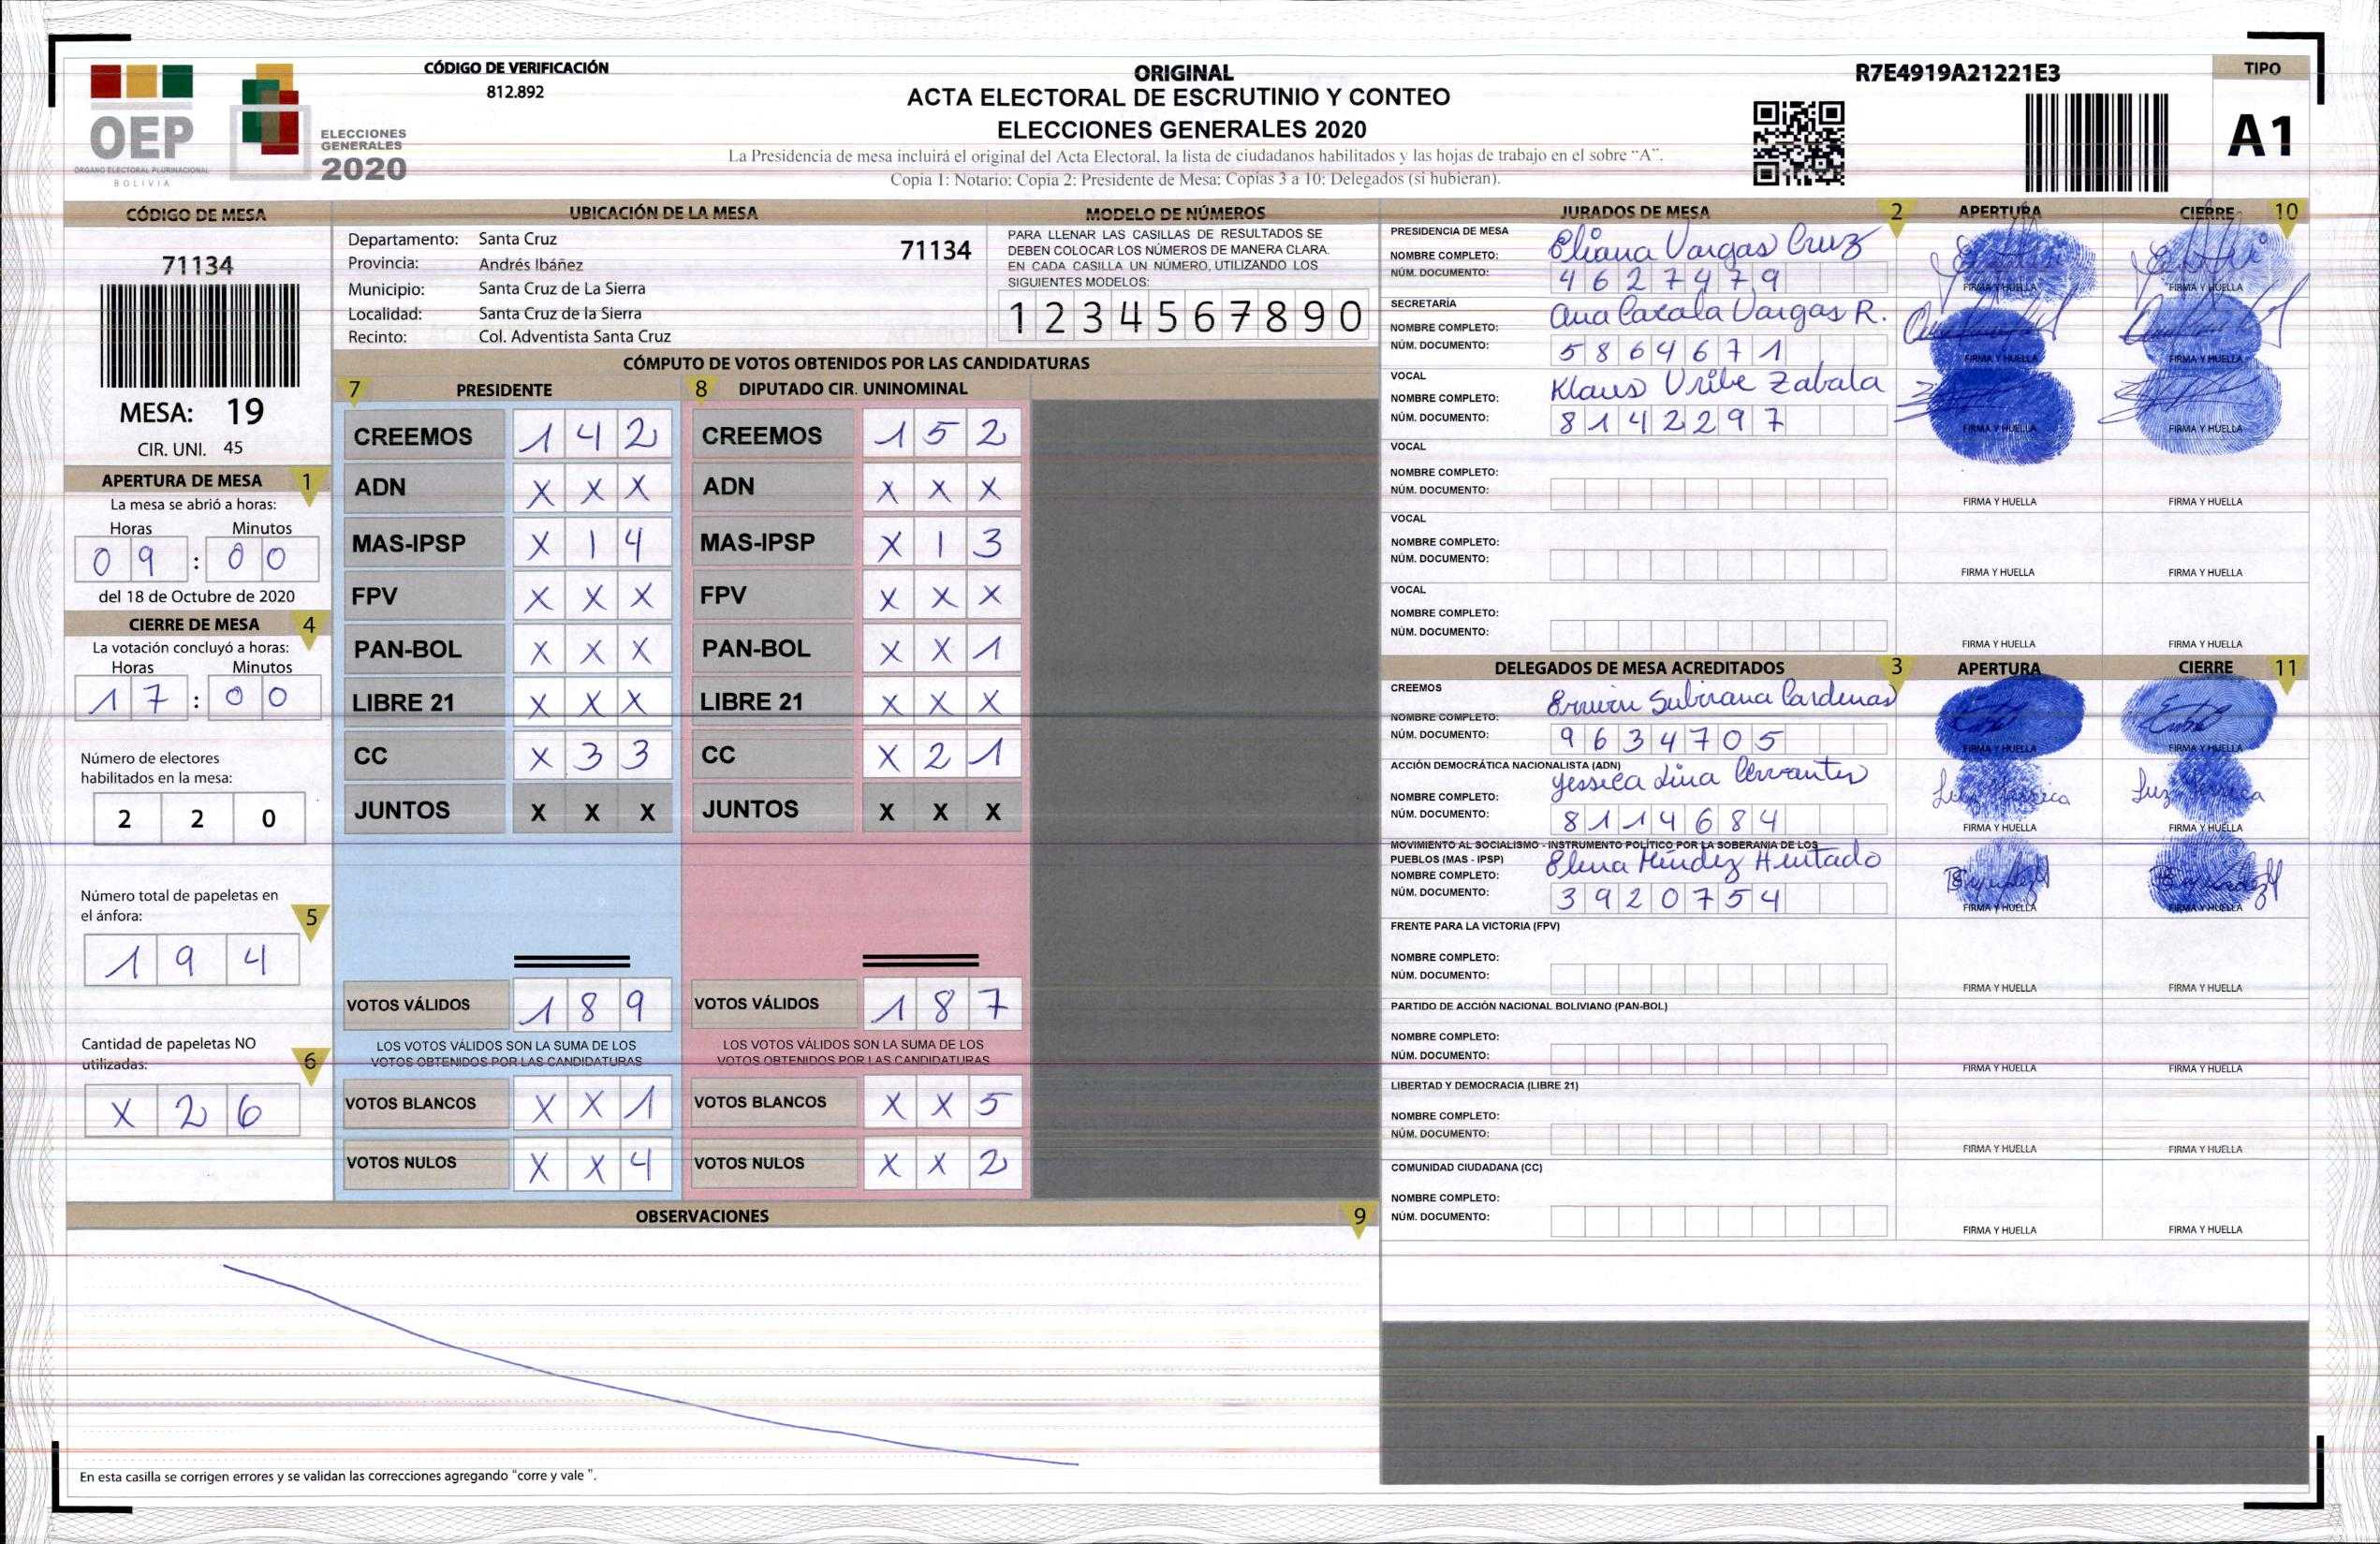 CÓDIGO DE VERIFICACIÓN
812.892
OEP
ÓRGANO ELECTORAL PLURINACIONAL
BOLIVIA
ELECCIONES
GENERALES
2020
ORIGINAL
ACTA ELECTORAL DE ESCRUTINIO Y CONTEO
ELECCIONES GENERALES 2020
La Presidencia de mesa incluirá el original del Acta Electoral, la lista de ciudadanos habilitados y las hojas de trabajo en el sobre "A".
Copia 1: Notario; Copia 2: Presidente de Mesa; Copias 3 a 10: Delegados (si hubieran).
R7E4919A21221E3
TIPO
A1
CÓDIGO DE MESA
71134
MESA: 19
CIR. UNI. 45
APERTURA DE MESA 1
La mesa se abrió a horas:
Horas Minutos
09 : 00
del 18 de Octubre de 2020
CIERRE DE MESA 4
La votación concluyó a horas:
Horas Minutos
17 : 00
Número de electores
habilitados en la mesa:
2 2 0
Número total de papeletas en
el ánfora: 5
1 9 4
Cantidad de papeletas NO
utilizadas: 6
X 2 6
UBICACIÓN DE LA MESA
Departamento: Santa Cruz 71134
Provincia: Andrés Ibáñez
Municipio: Santa Cruz de La Sierra
Localidad: Santa Cruz de la Sierra
Recinto: Col. Adventista Santa Cruz
MODELO DE NÚMEROS
PARA LLENAR LAS CASILLAS DE RESULTADOS SE
DEBEN COLOCAR LOS NÚMEROS DE MANERA CLARA.
EN CADA CASILLA UN NÚMERO, UTILIZANDO LOS
SIGUIENTES MODELOS:
1 2 3 4 5 6 7 8 9 0
CÓMPUTO DE VOTOS OBTENIDOS POR LAS CANDIDATURAS
7 PRESIDENTE
CREEMOS 1 4 2
ADN X X X
MAS-IPSP X 1 4
FPV X X X
PAN-BOL X X X
LIBRE 21 X X X
CC X 3 3
JUNTOS X X X
VOTOS VÁLIDOS 1 8 9
LOS VOTOS VÁLIDOS SON LA SUMA DE LOS
VOTOS OBTENIDOS POR LAS CANDIDATURAS
VOTOS BLANCOS X X 1
VOTOS NULOS X X 4
8 DIPUTADO CIR. UNINOMINAL
CREEMOS 1 5 2
ADN X X X
MAS-IPSP X 1 3
FPV X X X
PAN-BOL X X 1
LIBRE 21 X X X
CC X 2 1
JUNTOS X X X
VOTOS VÁLIDOS 1 8 7
LOS VOTOS VÁLIDOS SON LA SUMA DE LOS
VOTOS OBTENIDOS POR LAS CANDIDATURAS
VOTOS BLANCOS X X 5
VOTOS NULOS X X 2
OBSERVACIONES 9
En esta casilla se corrigen errores y se validan las correcciones agregando "corre y vale ".
JURADOS DE MESA 2 APERTURA CIERRE 10
PRESIDENCIA DE MESA
NOMBRE COMPLETO: Eliana Vargas Cruz
NÚM. DOCUMENTO: 4627479
FIRMA Y HUELLA FIRMA Y HUELLA
SECRETARÍA
NOMBRE COMPLETO: Ana Carola Vargas R.
NÚM. DOCUMENTO: 5864671
FIRMA Y HUELLA FIRMA Y HUELLA
VOCAL
NOMBRE COMPLETO: Klaus Uribe Zabala
NÚM. DOCUMENTO: 8142297
FIRMA Y HUELLA FIRMA Y HUELLA
VOCAL
NOMBRE COMPLETO:
NÚM. DOCUMENTO:
FIRMA Y HUELLA FIRMA Y HUELLA
VOCAL
NOMBRE COMPLETO:
NÚM. DOCUMENTO:
FIRMA Y HUELLA FIRMA Y HUELLA
VOCAL
NOMBRE COMPLETO:
NÚM. DOCUMENTO:
FIRMA Y HUELLA FIRMA Y HUELLA
DELEGADOS DE MESA ACREDITADOS 3 APERTURA CIERRE 11
CREEMOS
NOMBRE COMPLETO: Erwin Subirana Cardenas
NÚM. DOCUMENTO: 9634705
FIRMA Y HUELLA FIRMA Y HUELLA
ACCIÓN DEMOCRÁTICA NACIONALISTA (ADN)
NOMBRE COMPLETO: Yessica Lina Cervantes
NÚM. DOCUMENTO: 8114684
FIRMA Y HUELLA FIRMA Y HUELLA
MOVIMIENTO AL SOCIALISMO - INSTRUMENTO POLÍTICO POR LA SOBERANIA DE LOS
PUEBLOS (MAS - IPSP)
NOMBRE COMPLETO: Elena Méndez Hurtado
NÚM. DOCUMENTO: 3920754
FIRMA Y HUELLA FIRMA Y HUELLA
FRENTE PARA LA VICTORIA (FPV)
NOMBRE COMPLETO:
NÚM. DOCUMENTO:
FIRMA Y HUELLA FIRMA Y HUELLA
PARTIDO DE ACCIÓN NACIONAL BOLIVIANO (PAN-BOL)
NOMBRE COMPLETO:
NÚM. DOCUMENTO:
FIRMA Y HUELLA FIRMA Y HUELLA
LIBERTAD Y DEMOCRACIA (LIBRE 21)
NOMBRE COMPLETO:
NÚM. DOCUMENTO:
FIRMA Y HUELLA FIRMA Y HUELLA
COMUNIDAD CIUDADANA (CC)
NOMBRE COMPLETO:
NÚM. DOCUMENTO:
FIRMA Y HUELLA FIRMA Y HUELLA